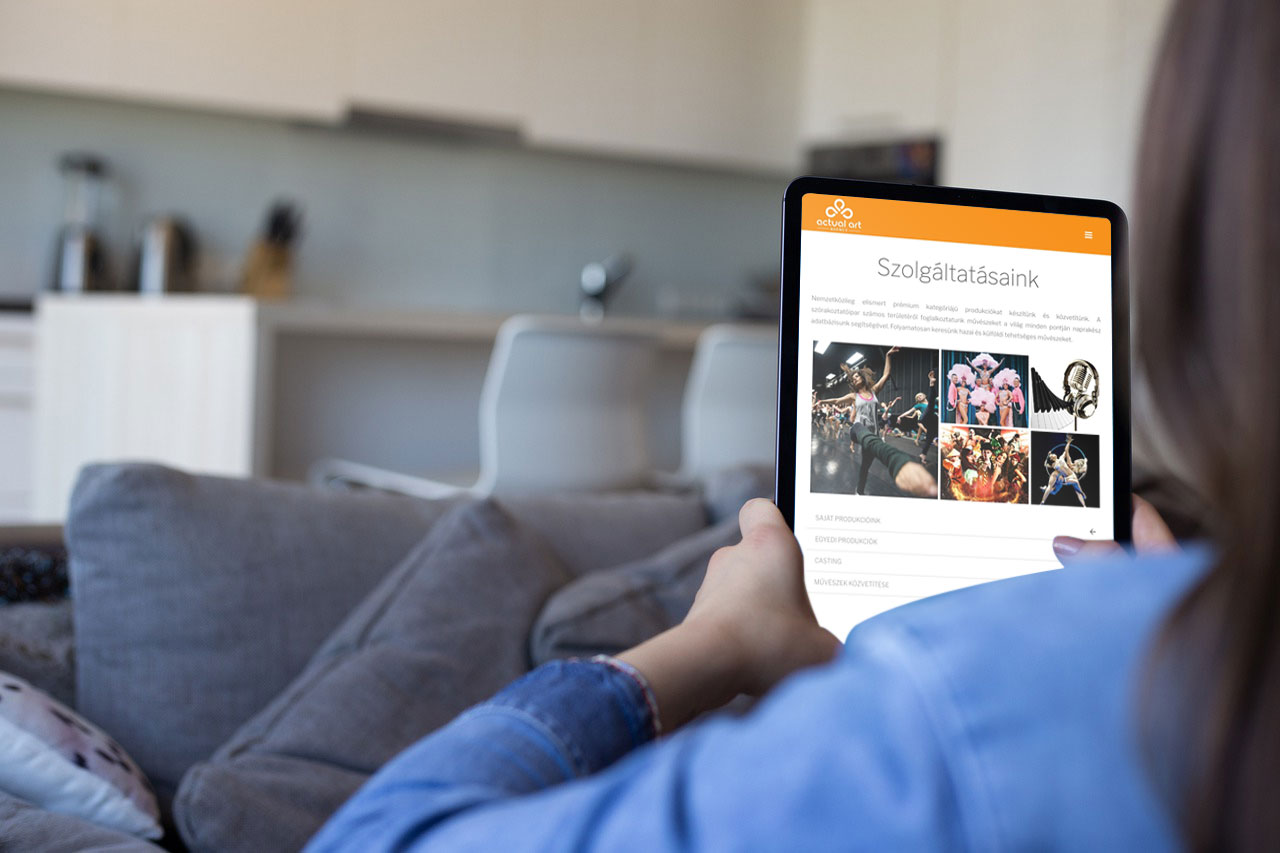 actual art
AGENCY
Szolgáltatásaink
Nemzetközileg elismert prémium kategóriájú produkciókat készítünk és közvetítünk. A
szórakoztatóipar számos területéről foglalkoztatunk művészeket a világ minden pontján naprakész
adatbázisunk segítségével. Folyamatosan keresünk hazai és külföldi tehetséges művészeket.
SAJÁT PRODUKCIÓINK
EGYEDI PRODUKCIÓK
CASTING
MŰVÉSZEK KÖZVETÍTÉSE